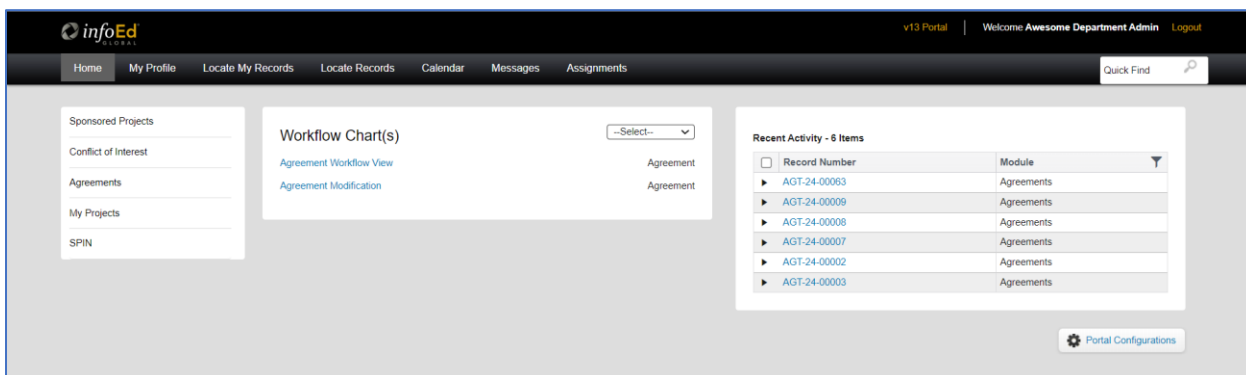 infoEd
GLOBAL
v13 Portal
Welcome Awesome Department Admin Logout
Home My Profile Locate My Records Locate Records Calendar Messages Assignments
Quick Find
Sponsored Projects
Conflict of Interest
Agreements
My Projects
SPIN
Workflow Chart(s)
--Select--
Agreement Workflow View Agreement
Agreement Modification Agreement
Recent Activity - 6 Items
Record Number Module
AGT-24-00063 Agreements
AGT-24-00009 Agreements
AGT-24-00008 Agreements
AGT-24-00007 Agreements
AGT-24-00002 Agreements
AGT-24-00003 Agreements
Portal Configurations